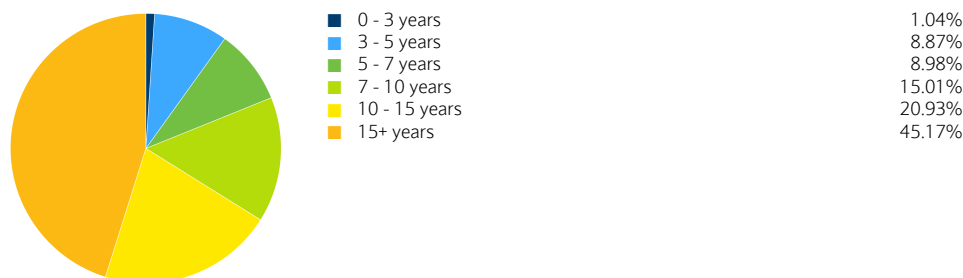 0 - 3 years 1.04%
3 - 5 years 8.87%
5 - 7 years 8.98%
7 - 10 years 15.01%
10 - 15 years 20.93%
15+ years 45.17%